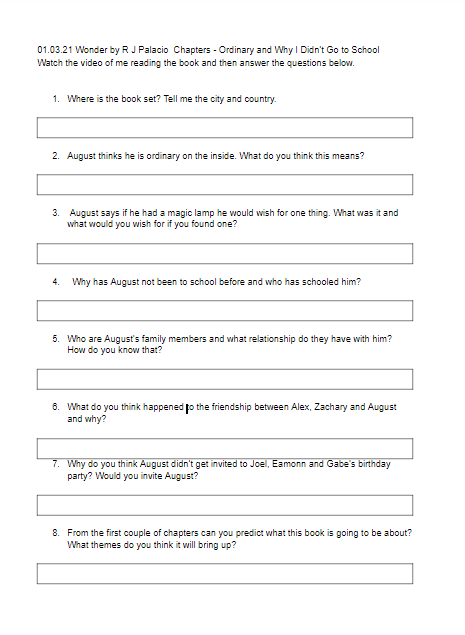 01.03.21 Wonder by R J Palacio  Chapters - Ordinary and Why I Didn't Go to School
Watch the video of me reading the book and then answer the questions below.
1. Where is the book set? Tell me the city and country.
2. August thinks he is ordinary on the inside. What do you think this means?
3. August says if he had a magic lamp he would wish for one thing. What was it and
what would you wish for if you found one?
4. Why has August not been to school before and who has schooled him?
5. Who are August's family members and what relationship do they have with him?
How do you know that?
6. What do you think happened to the friendship between Alex, Zachary and August
and why?
7. Why do you think August didn't get invited to Joel, Eamonn and Gabe's birthday
party? Would you invite August?
8. From the first couple of chapters can you predict what this book is going to be about?
What themes do you think it will bring up?